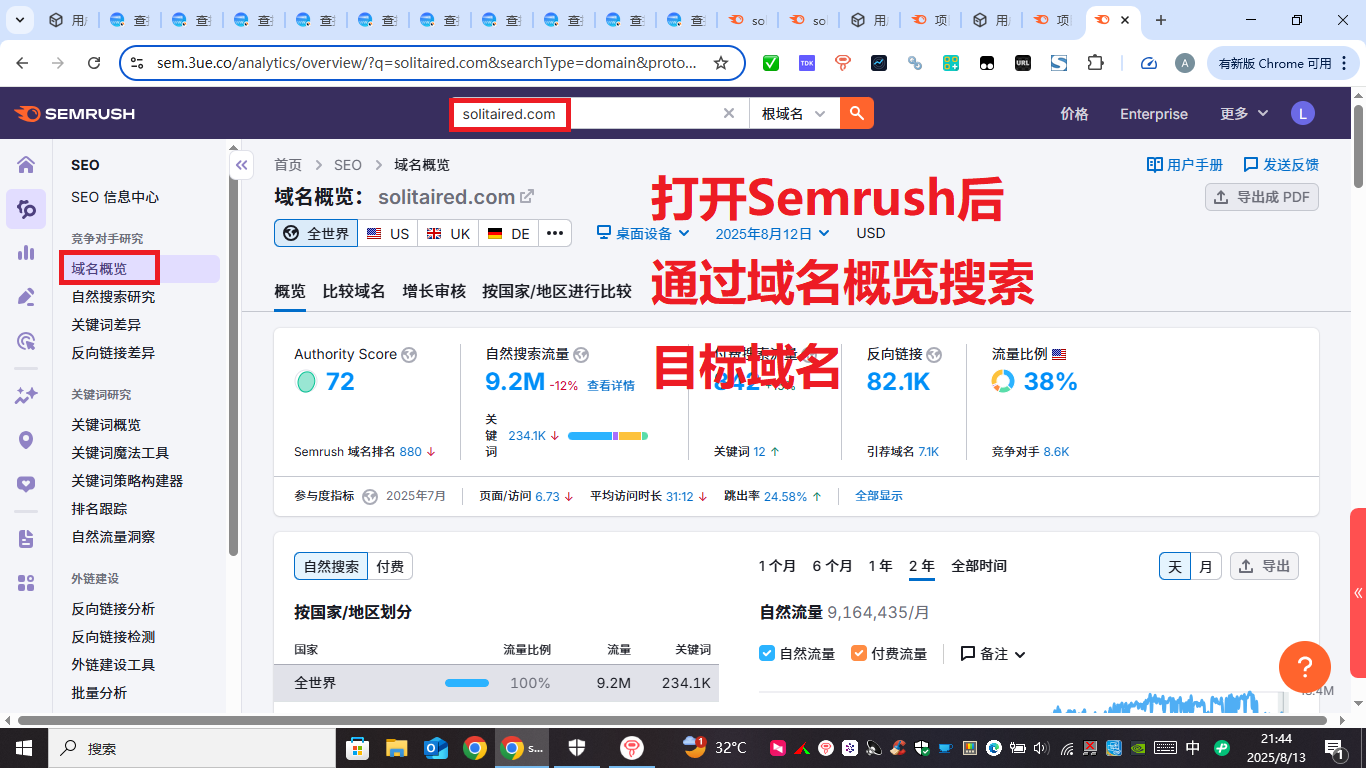 用户
查
查
查
查
查
查
查
查
查
查
so
so
用户
项
用户
项
sem.3ue.co/analytics/overview/?q=solitaired.com&searchType=domain&proto...
TDK
URL
A
有新版 Chrome 可用
SEMRUSH
solitaired.com
根域名
价格
Enterprise
更多
L
SEO
SEO 信息中心
竞争对手研究
域名概览
自然搜索研究
关键词差异
反向链接差异
关键词研究
关键词概览
关键词魔法工具
关键词策略构建器
排名跟踪
自然流量洞察
外链建设
反向链接分析
反向链接检测
外链建设工具
批量分析
首页 > SEO > 域名概览
用户手册
发送反馈
域名概览： solitaired.com
导出成 PDF
全世界
US
UK
DE
桌面设备
2025年8月12日
USD
打开Semrush后
通过域名概览搜索
目标域名
概览
比较域名
增长审核
按国家/地区进行比较
Authority Score
72
Semrush 域名排名 880 ↓
自然搜索流量
9.2M -12% 查看详情
关键词 234.1K ↓
付费搜索流量
842
关键词 12 ↑
反向链接
82.1K
引荐域名 7.1K
流量比例
38%
竞争对手 8.6K
参与度指标 2025年7月
页面/访问 6.73 ↓
平均访问时长 31:12 ↓
跳出率 24.58% ↑
全部显示
自然搜索
付费
1 个月
6 个月
1 年
2 年
全部时间
天
月
导出
按国家/地区划分
自然流量 9,164,435/月
国家 流量比例 流量 关键词
全世界 100% 9.2M 234.1K
自然流量
付费流量
备注
?
搜索
s...
1
32°C
中
21:44
2025/8/13
1